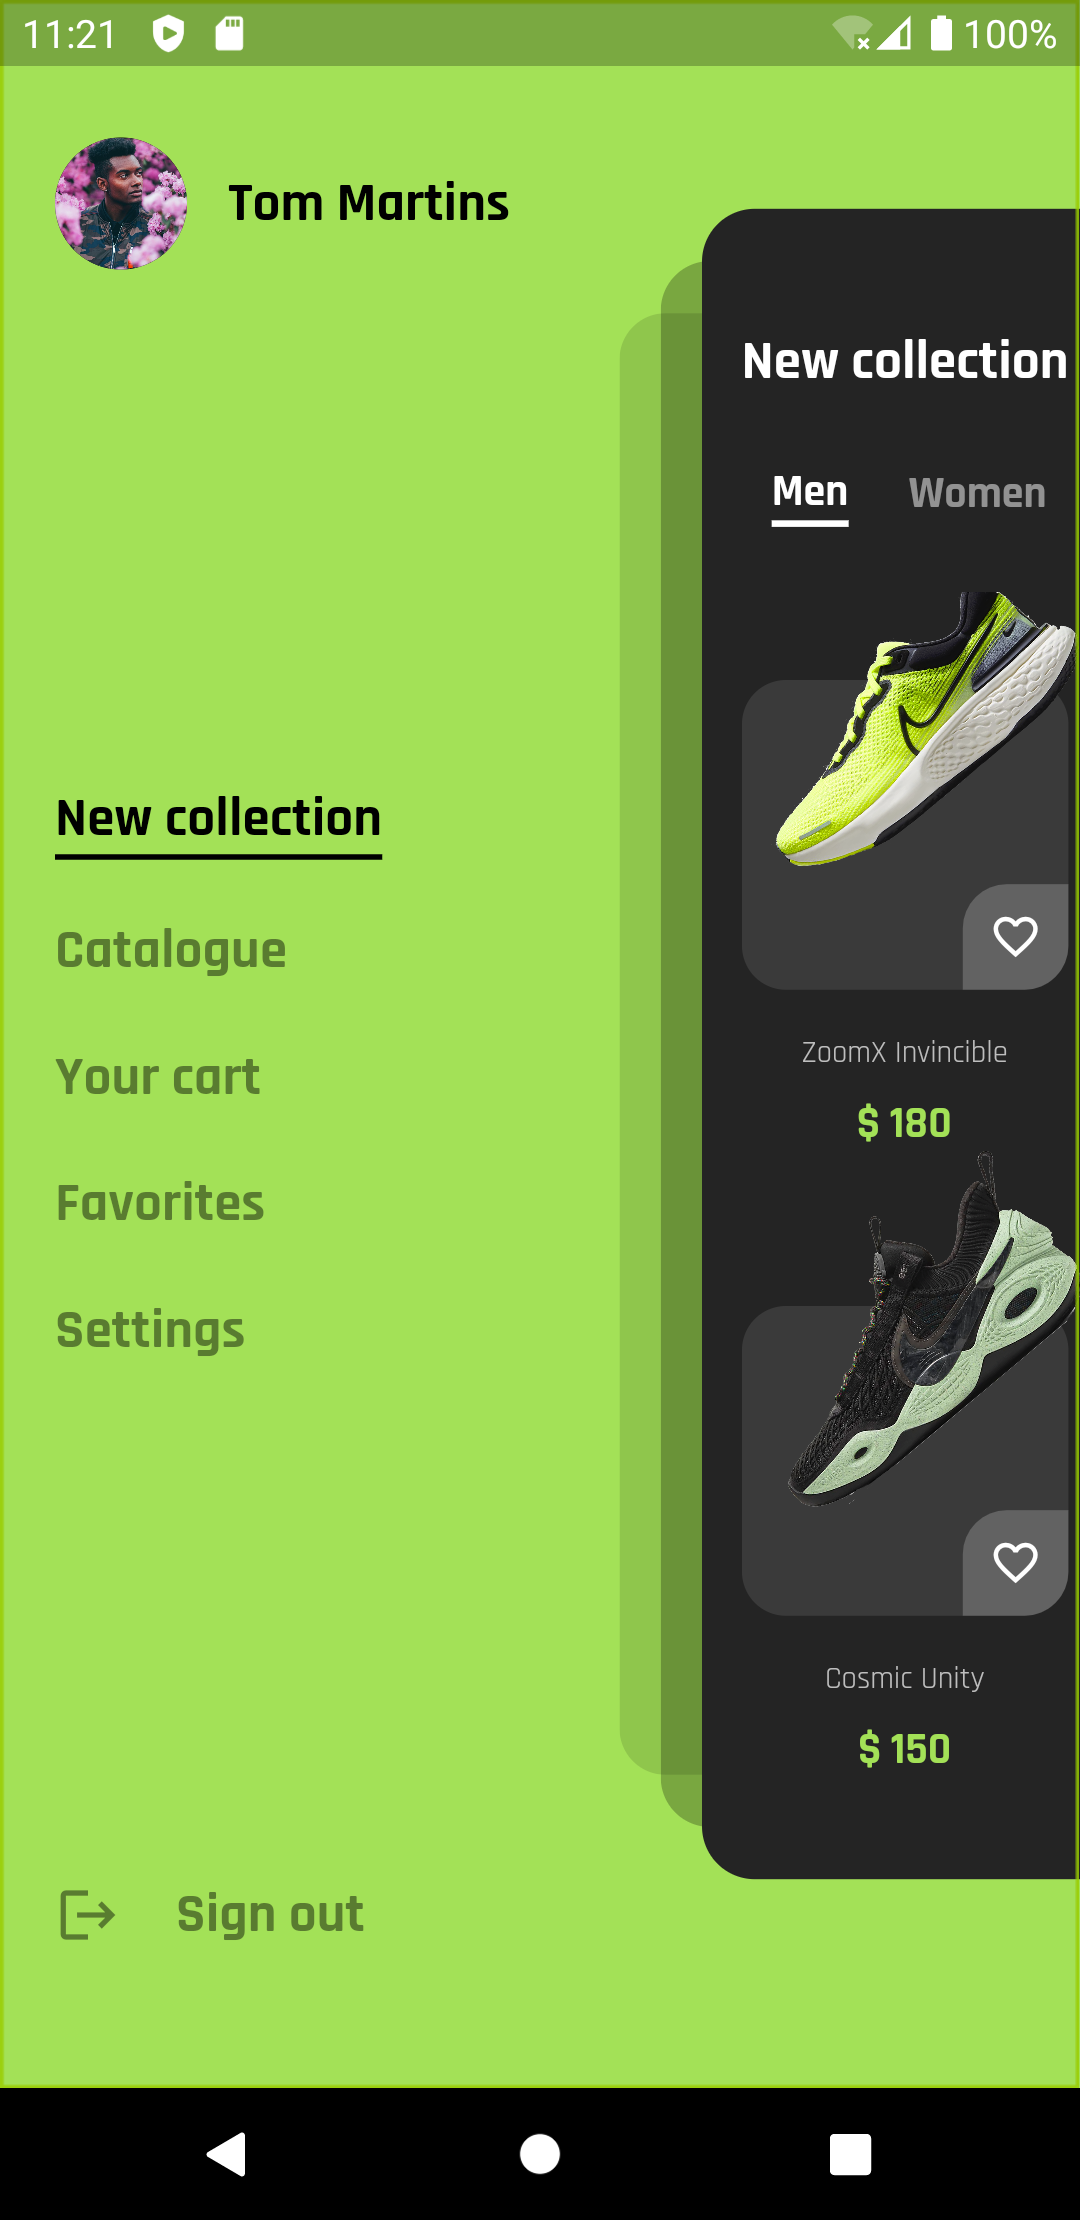 11:21
100%
Tom Martins
New collection
Catalogue
Your cart
Favorites
Settings
Sign out
New collection
Men Women
ZoomX Invincible
$ 180
Cosmic Unity
$ 150